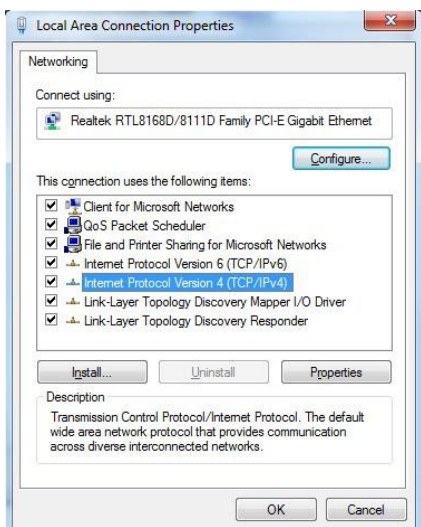 Local Area Connection Properties
Networking
Connect using:
Realtek RTL8168D/8111D Family PCI-E Gigabit Ethernet
Configure...
This connection uses the following items:
Client for Microsoft Networks
QoS Packet Scheduler
File and Printer Sharing for Microsoft Networks
Internet Protocol Version 6 (TCP/IPv6)
Internet Protocol Version 4 (TCP/IPv4)
Link-Layer Topology Discovery Mapper I/O Driver
Link-Layer Topology Discovery Responder
Install... Uninstall Properties
Description
Transmission Control Protocol/Internet Protocol. The default
wide area network protocol that provides communication
across diverse interconnected networks.
OK Cancel